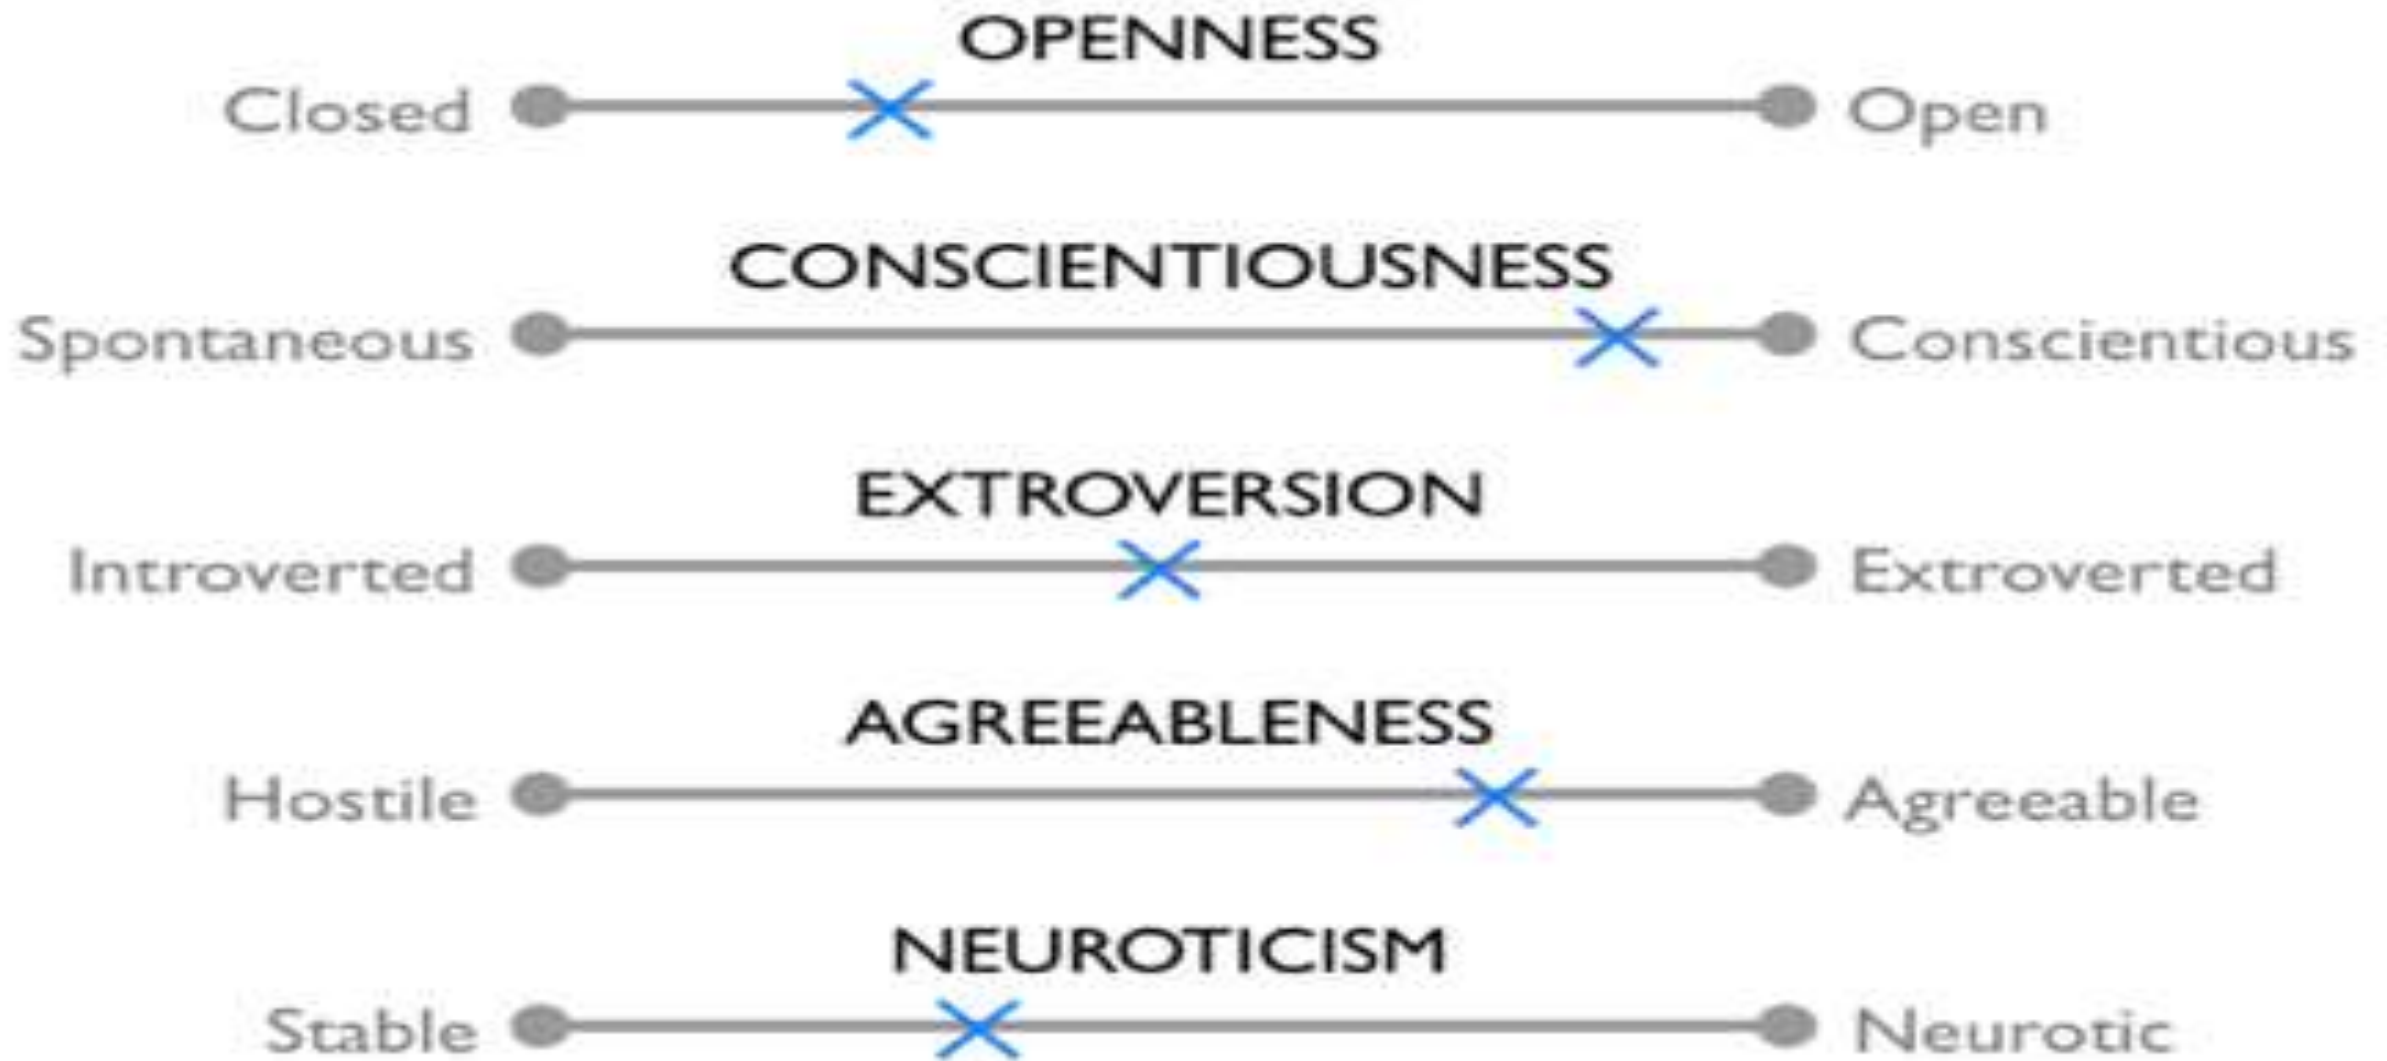 OPENNESS
Closed Open
CONSCIENTIOUSNESS
Spontaneous Conscientious
EXTROVERSION
Introverted Extroverted
AGREEABLENESS
Hostile Agreeable
NEUROTICISM
Stable Neurotic